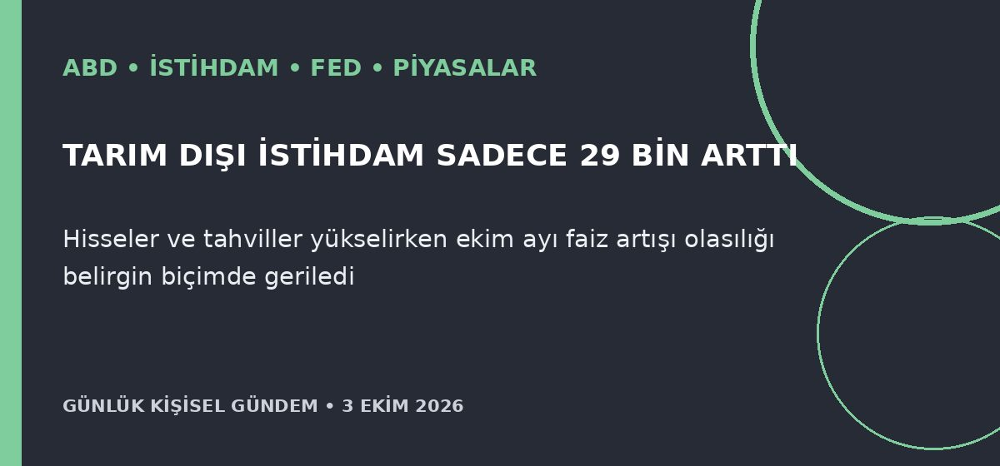 ABD • İSTİHDAM • FED • PİYASALAR
TARIM DIŞI İSTİHDAM SADECE 29 BİN ARTTI
Hisseler ve tahviller yükselirken ekim ayı faiz artışı olasılığı
belirgin biçimde geriledi
GÜNLÜK KİŞİSEL GÜNDEM • 3 EKİM 2026